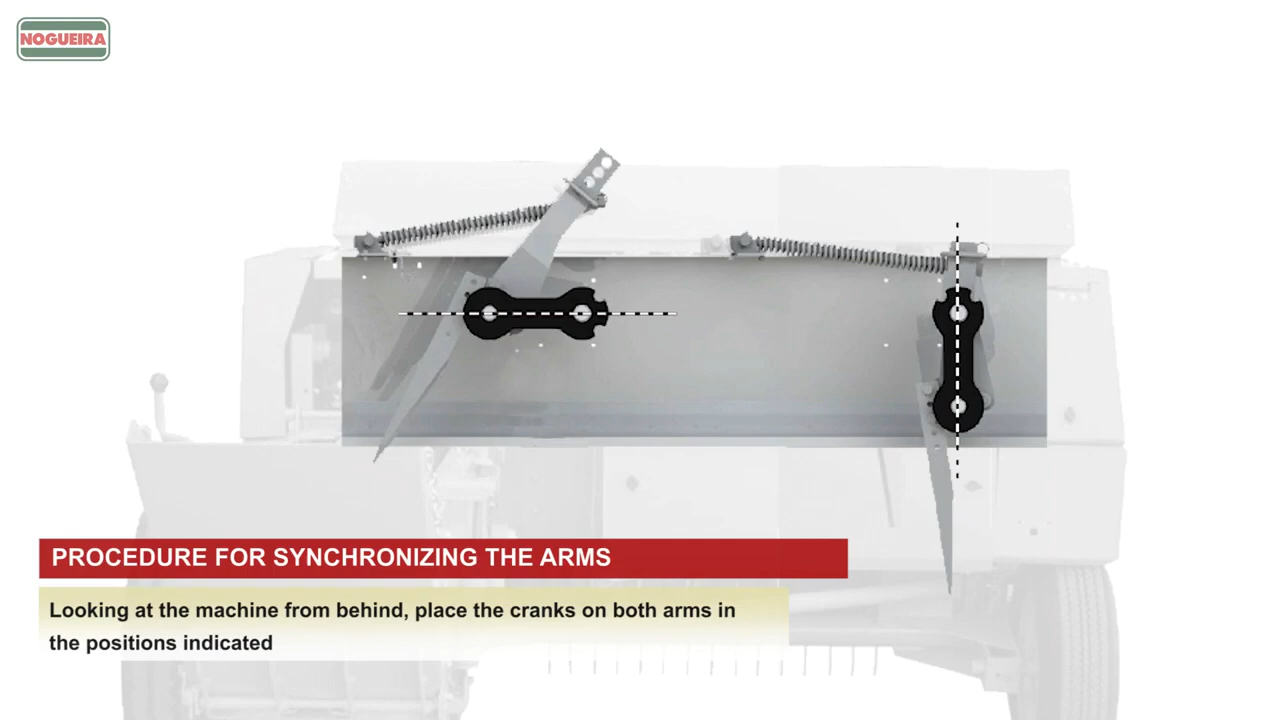 NOGUEIRA
PROCEDURE FOR SYNCHRONIZING THE ARMS
Looking at the machine from behind, place the cranks on both arms in
the positions indicated